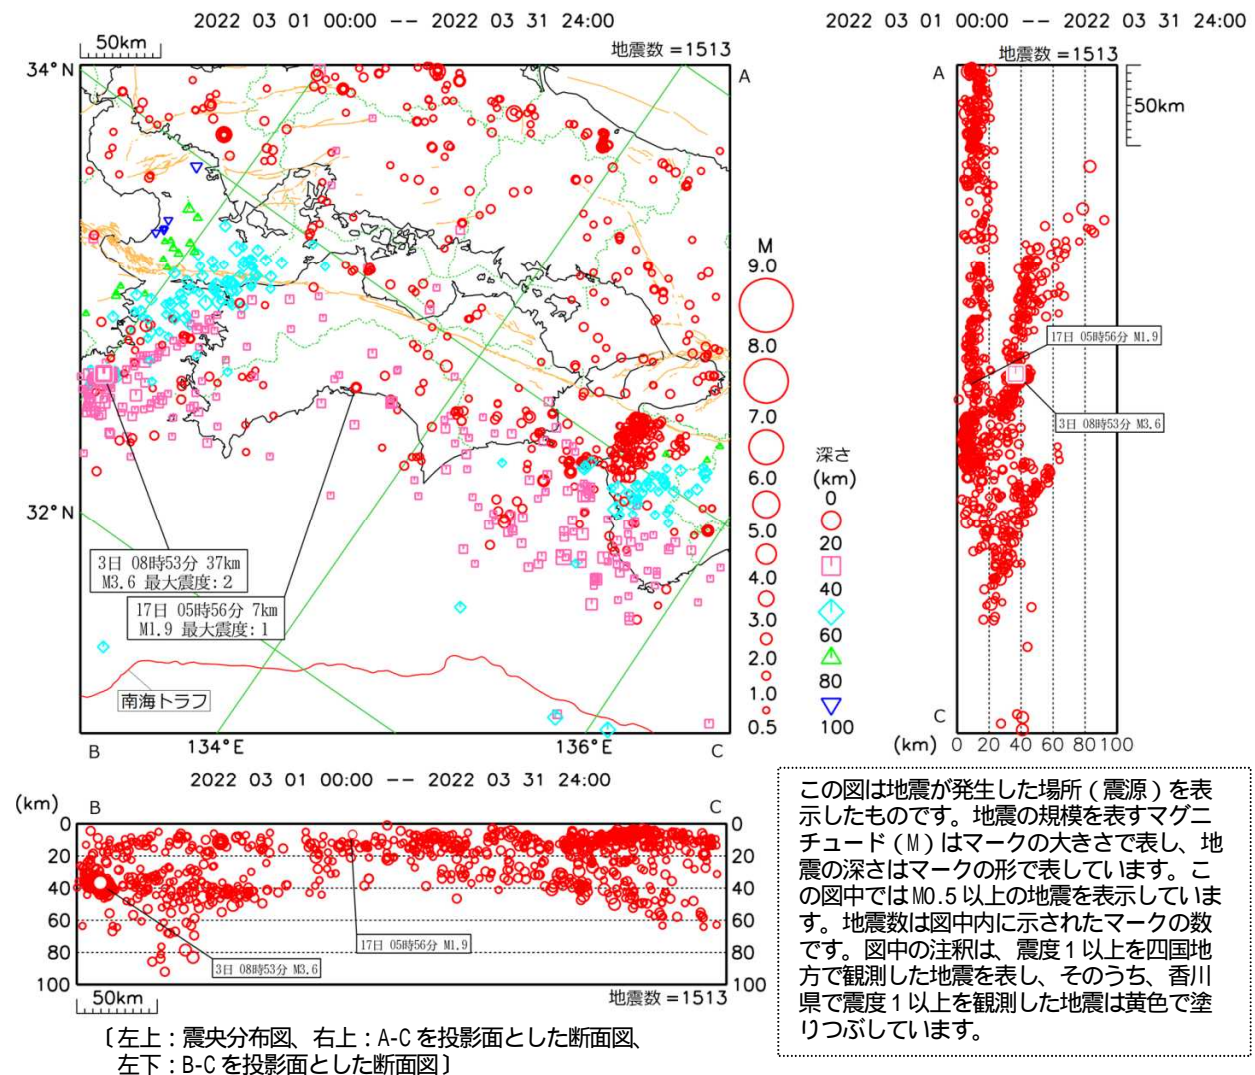 2022 03 01 00:00 -- 2022 03 31 24:00
50km
地震数 =1513
34°N
A
32°N
3日 08時53分 37km
M3.6 最大震度:2
17日 05時56分 7km
M1.9 最大震度:1
南海トラフ
B
134°E
136°E
C
M
9.0
8.0
7.0
6.0
5.0
4.0
3.0
2.0
1.0
0.5
深さ
(km)
0
20
40
60
80
100
2022 03 01 00:00 -- 2022 03 31 24:00
地震数 =1513
A
50km
17日 05時56分 M1.9
3日 08時53分 M3.6
C
(km) 0 20 40 60 80 100
2022 03 01 00:00 -- 2022 03 31 24:00
(km)
B
C
0 0
20 20
40 40
60 60
80 80
100 100
17日 05時56分 M1.9
3日 08時53分 M3.6
50km
地震数 =1513
〔左上:震央分布図、右上:A-Cを投影面とした断面図、
左下:B-Cを投影面とした断面図〕
この図は地震が発生した場所(震源)を表
示したものです。地震の規模を表すマグニ
チュード(M)はマークの大きさで表し、地
震の深さはマークの形で表しています。こ
の図中ではM0.5以上の地震を表示していま
す。地震数は図中内に示されたマークの数
です。図中の注釈は、震度1以上を四国地
方で観測した地震を表し、そのうち、香川
県で震度1以上を観測した地震は黄色で塗
りつぶしています。